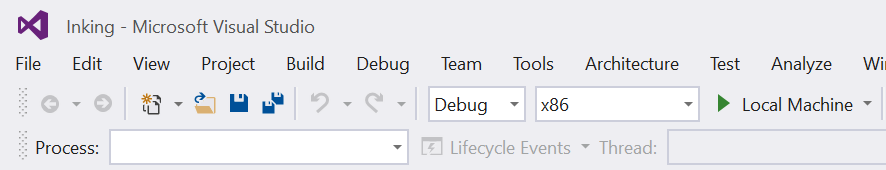 Inking - Microsoft Visual Studio
File Edit View Project Build Debug Team Tools Architecture Test Analyze
Debug x86 Local Machine
Process: Lifecycle Events Thread: